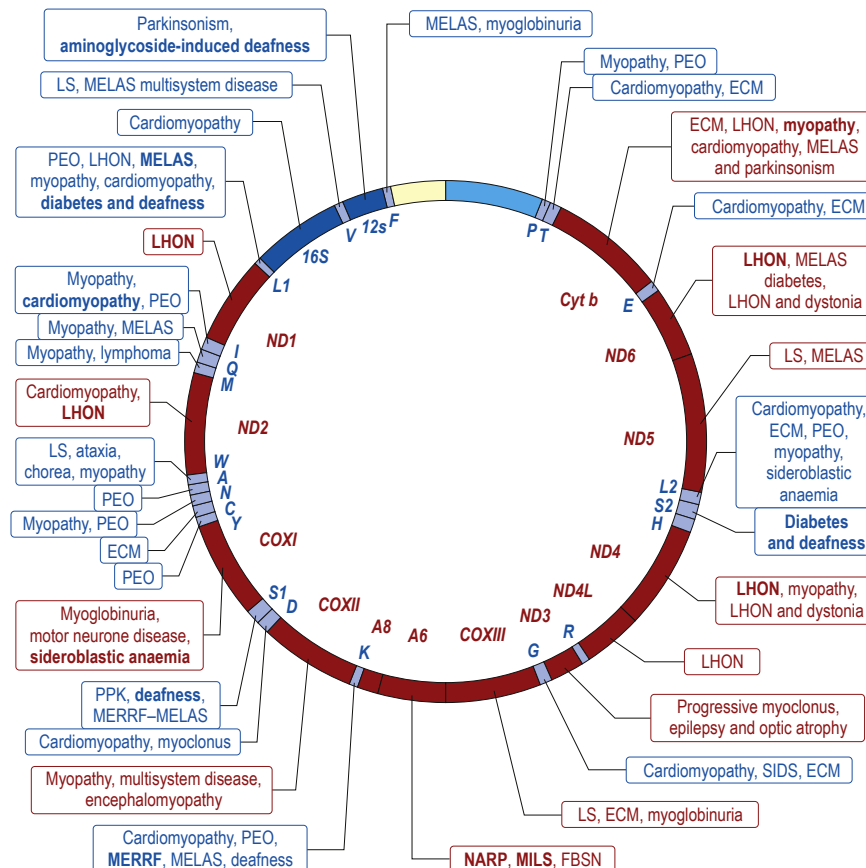 Parkinsonism,
aminoglycoside-induced deafness
MELAS, myoglobinuria
Myopathy, PEO
LS, MELAS multisystem disease
Cardiomyopathy, ECM
Cardiomyopathy
ECM, LHON, myopathy,
cardiomyopathy, MELAS
and parkinsonism
PEO, LHON, MELAS,
myopathy, cardiomyopathy,
diabetes and deafness
Cardiomyopathy, ECM
LHON
LHON, MELAS
diabetes,
LHON and dystonia
Myopathy,
cardiomyopathy, PEO
Myopathy, MELAS
Myopathy, lymphoma
LS, MELAS
Cardiomyopathy,
LHON
Cardiomyopathy,
ECM, PEO,
myopathy,
sideroblastic
anaemia
LS, ataxia,
chorea, myopathy
PEO
Myopathy, PEO
ECM
PEO
Diabetes
and deafness
Myoglobinuria,
motor neurone disease,
sideroblastic anaemia
LHON, myopathy,
LHON and dystonia
LHON
PPK, deafness,
MERRF–MELAS
Cardiomyopathy, myoclonus
Progressive myoclonus,
epilepsy and optic atrophy
Myopathy, multisystem disease,
encephalomyopathy
Cardiomyopathy, SIDS, ECM
LS, ECM, myoglobinuria
Cardiomyopathy, PEO,
MERRF, MELAS, deafness
NARP, MILS, FBSN
F
12s
V
16S
L1
ND1
I
Q
M
ND2
W
A
N
C
Y
COXI
S1
D
COXII
K
A8
A6
COXIII
G
ND3
R
ND4L
ND4
H
S2
L2
ND5
ND6
E
Cyt b
T
P